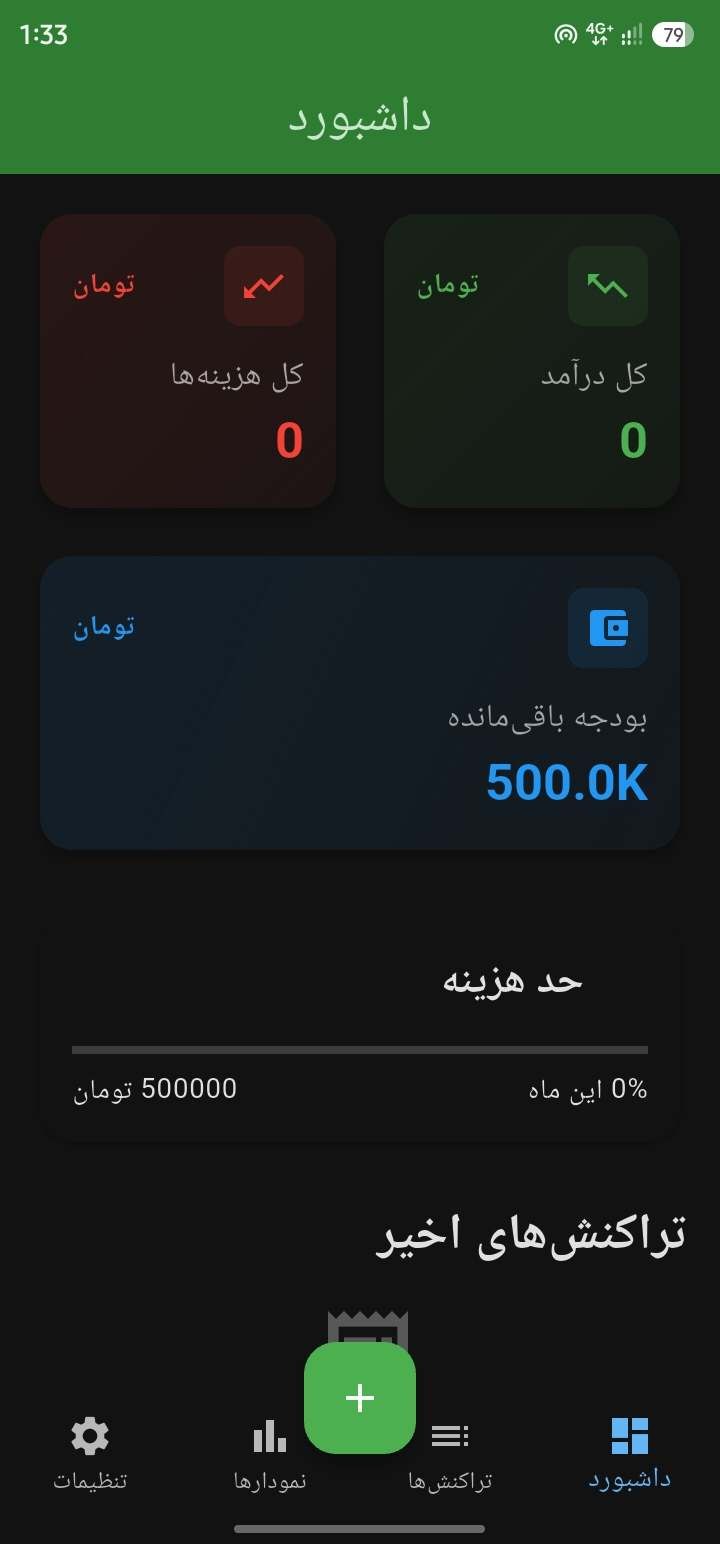 1:33
4G+
79
داشبورد
تومان
کل درآمد
0
تومان
کل هزینه‌ها
0
تومان
بودجه باقی‌مانده
500.0K
حد هزینه
0% این ماه
500000 تومان
تراکنش‌های اخیر
داشبورد
تراکنش‌ها
نمودارها
تنظیمات